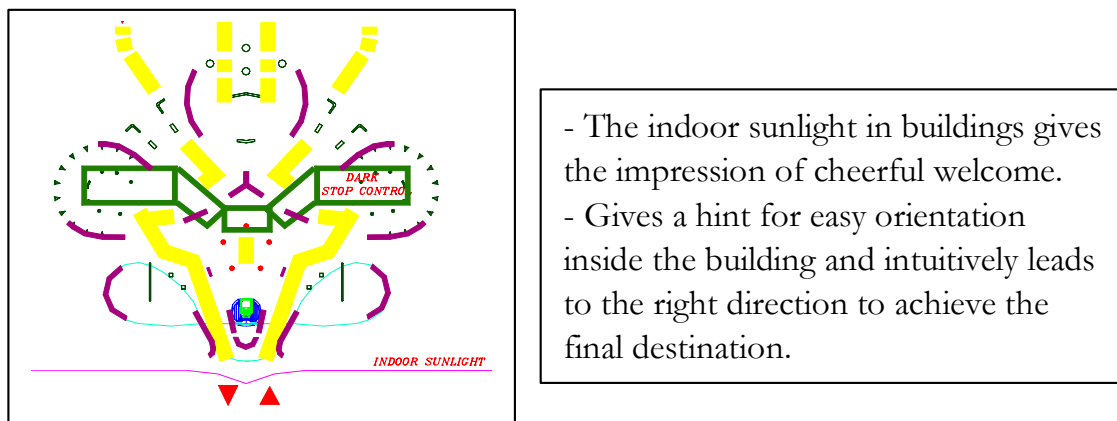 DARK
STOP CONTROL
INDOOR SUNLIGHT
- The indoor sunlight in buildings gives
the impression of cheerful welcome.
- Gives a hint for easy orientation
inside the building and intuitively leads
to the right direction to achieve the
final destination.